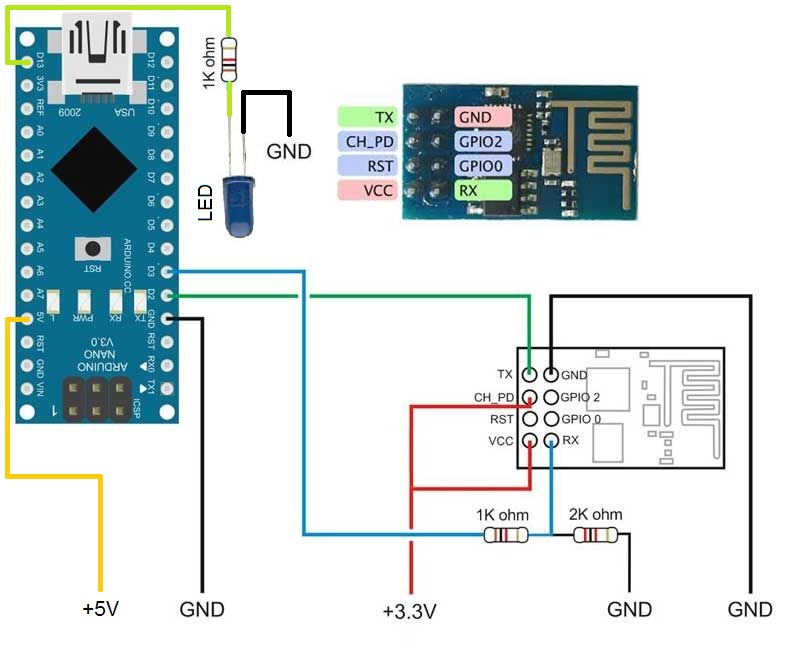 D13
3V3
REF
A0
A1
A2
A3
A4
A5
A6
A7
5V
RST
GND
VIN
D12
D11
D10
D9
D8
D7
D6
D5
D4
D3
D2
GND
RST
RX0
TX1
2009
USA
RST
ARDUINO.CC
L
PWR
RX
TX
ARDUINO
NANO
V3.0
1
ICSP
1K ohm
LED
GND
TX
GND
CH_PD
GPIO2
RST
GPIO0
VCC
RX
TX
GND
CH_PD
GPIO 2
RST
GPIO 0
VCC
RX
1K ohm
2K ohm
+5V
GND
+3.3V
GND
GND